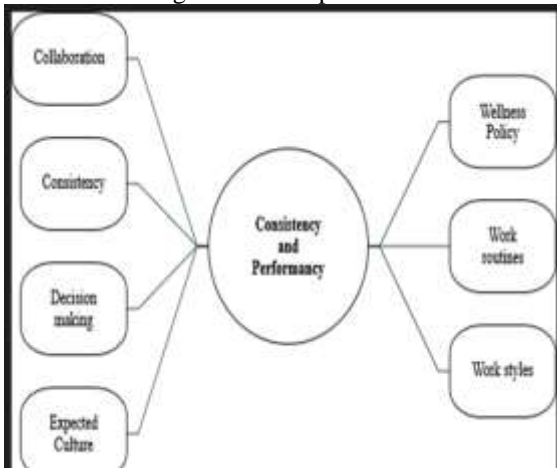 Collaboration
Consistency
Decision
making
Expected
Culture
Consistency
and
Performancy
Wellness
Policy
Work
routines
Work styles